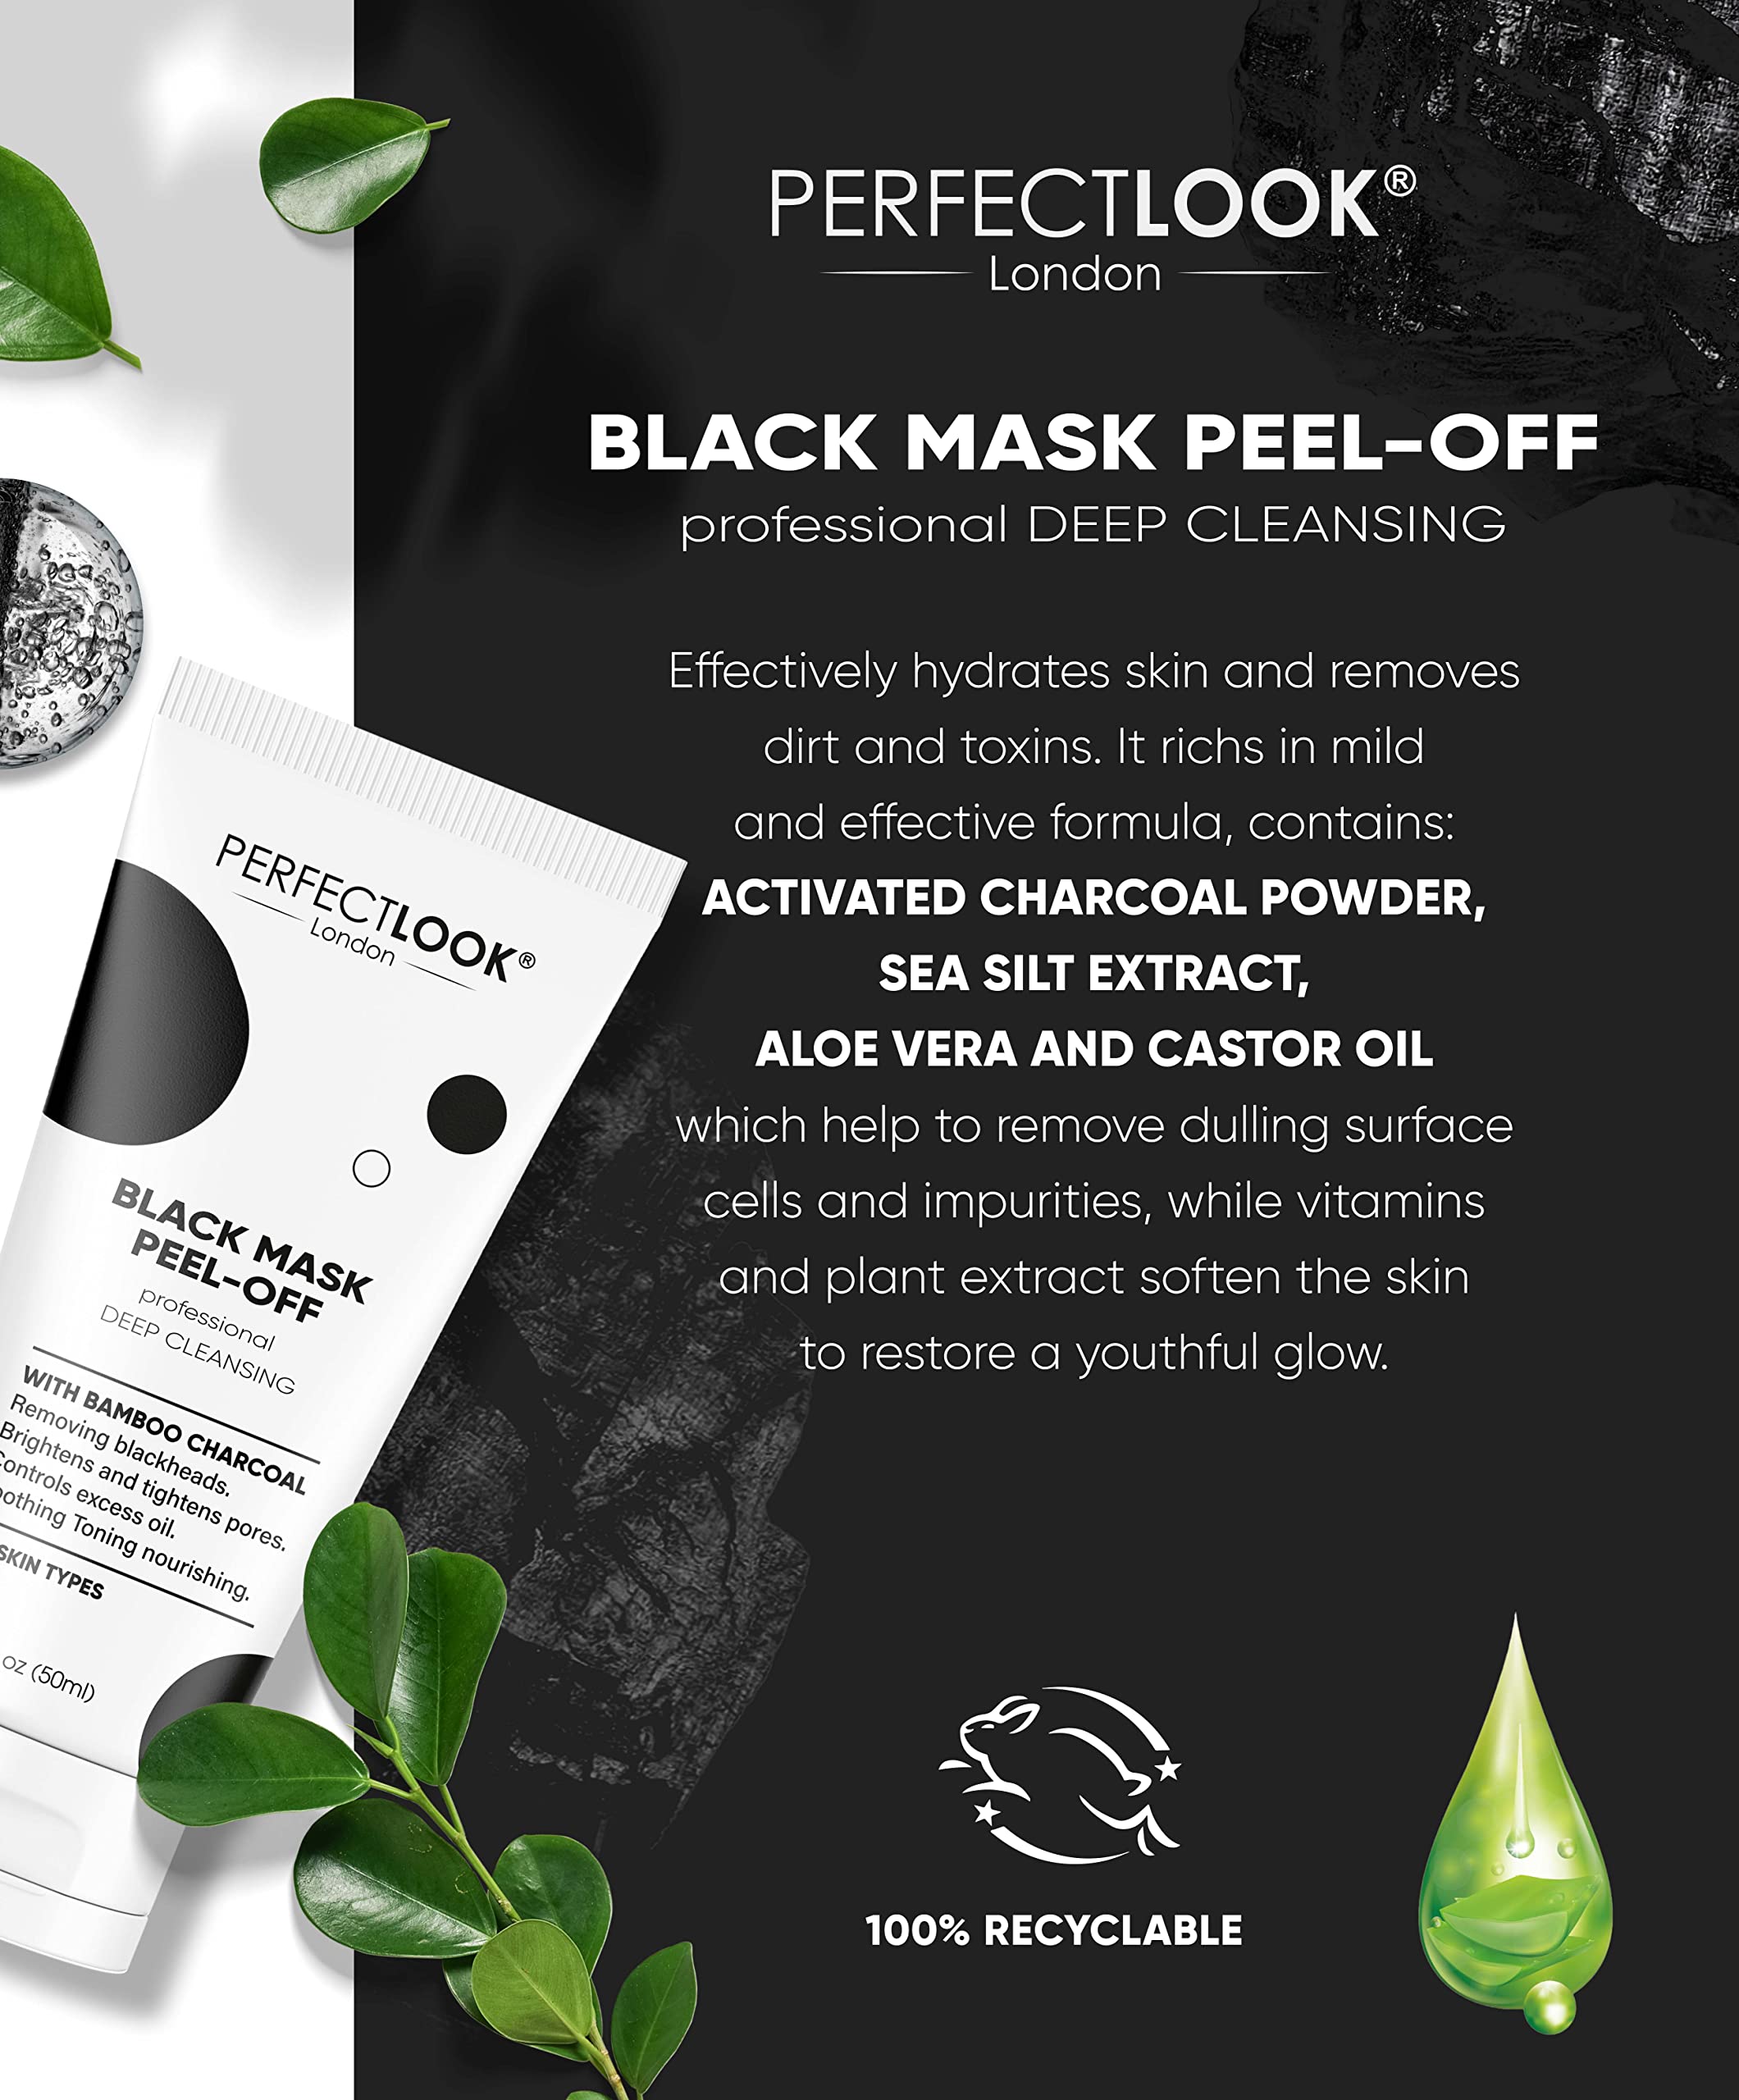 PERFECTLOOK®
London
BLACK MASK PEEL-OFF
professional DEEP CLEANSING
Effectively hydrates skin and removes
dirt and toxins. It richs in mild
and effective formula, contains:
ACTIVATED CHARCOAL POWDER,
SEA SILT EXTRACT,
ALOE VERA AND CASTOR OIL
which help to remove dulling surface
cells and impurities, while vitamins
and plant extract soften the skin
to restore a youthful glow.
100% RECYCLABLE
PERFECTLOOK®
London
BLACK MASK
PEEL-OFF
professional
DEEP CLEANSING
WITH BAMBOO CHARCOAL
Removing blackheads.
Brightens and tightens pores.
excess oil.
Toning nourishing.
SKIN TYPES
oz (50ml)